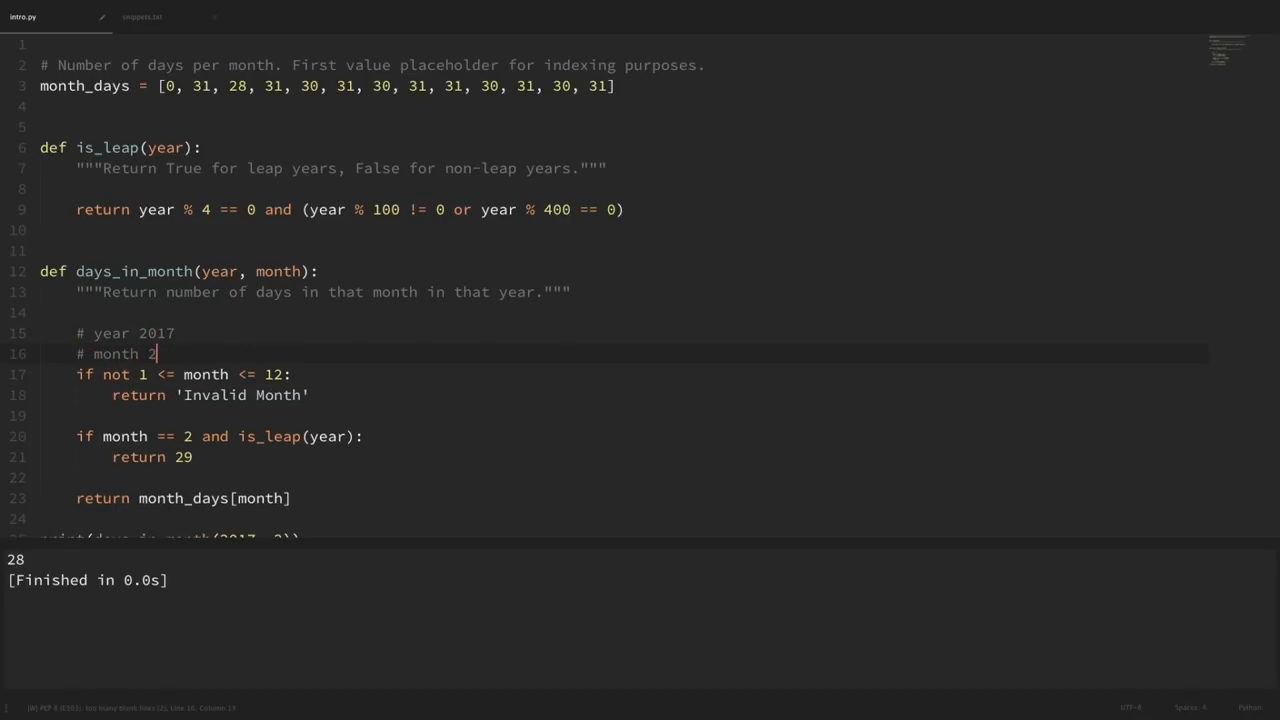 intro.py
snippets.txt
1
2 # Number of days per month. First value placeholder for indexing purposes.
3 month_days = [0, 31, 28, 31, 30, 31, 30, 31, 31, 30, 31, 30, 31]
4
5
6 def is_leap(year):
7 """Return True for leap years, False for non-leap years."""
8
9 return year % 4 == 0 and (year % 100 != 0 or year % 400 == 0)
10
11
12 def days_in_month(year, month):
13 """Return number of days in that month in that year."""
14
15 # year 2017
16 # month 2
17 if not 1 <= month <= 12:
18 return 'Invalid Month'
19
20 if month == 2 and is_leap(year):
21 return 29
22
23 return month_days[month]
24
print(days_in_month(2017, 2))
28
[Finished in 0.0s]
[W] PEP 8 (E303): too many blank lines (2), Line 16, Column 14
UTF-8
Spaces: 4
Python